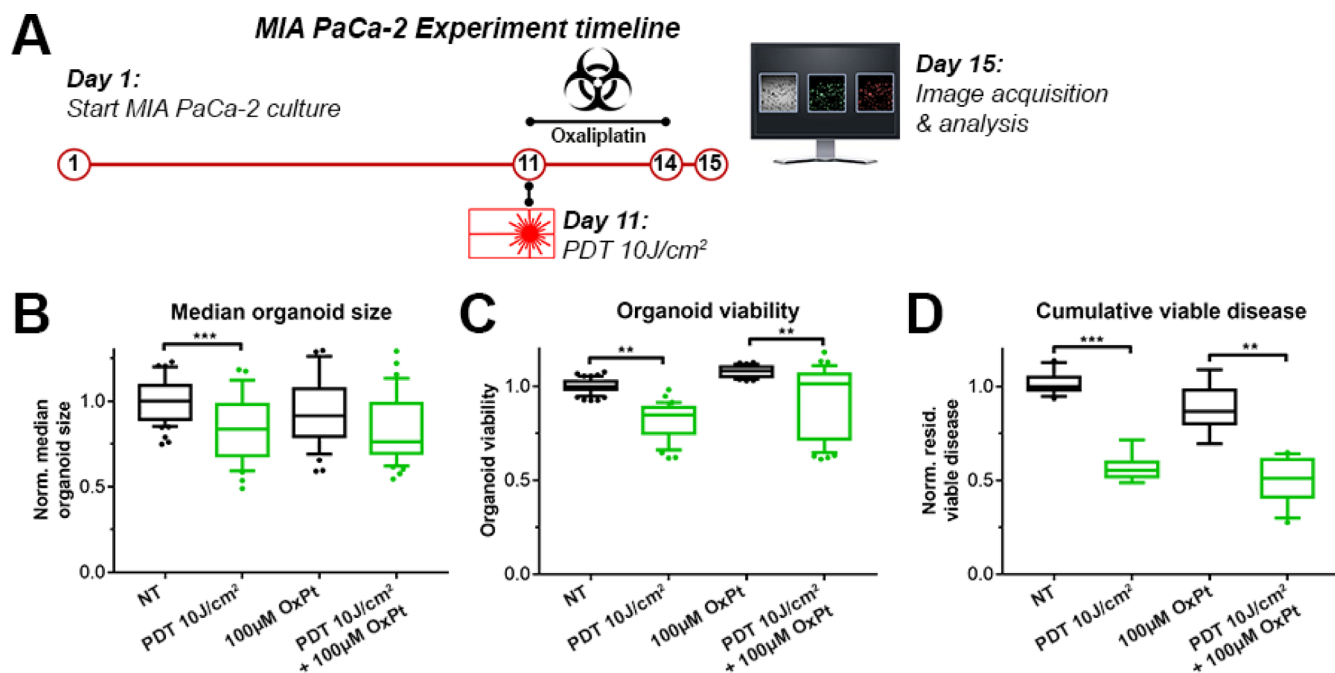 A
MIA PaCa-2 Experiment timeline
Day 1:
Start MIA PaCa-2 culture
Oxaliplatin
Day 15:
Image acquisition
& analysis
1
11
14
15
Day 11:
PDT 10J/cm²
B
Median organoid size
***
Norm. median
organoid size
1.0
0.5
0.0
NT
PDT 10J/cm²
100µM OxPt
PDT 10J/cm²
+ 100µM OxPt
C
Organoid viability
**
**
Organoid viability
1.0
0.0
NT
PDT 10J/cm²
100µM OxPt
PDT 10J/cm²
+ 100µM OxPt
D
Cumulative viable disease
***
**
Norm. resid.
viable disease
1.0
0.5
0.0
NT
PDT 10J/cm²
100µM OxPt
PDT 10J/cm²
+ 100µM OxPt